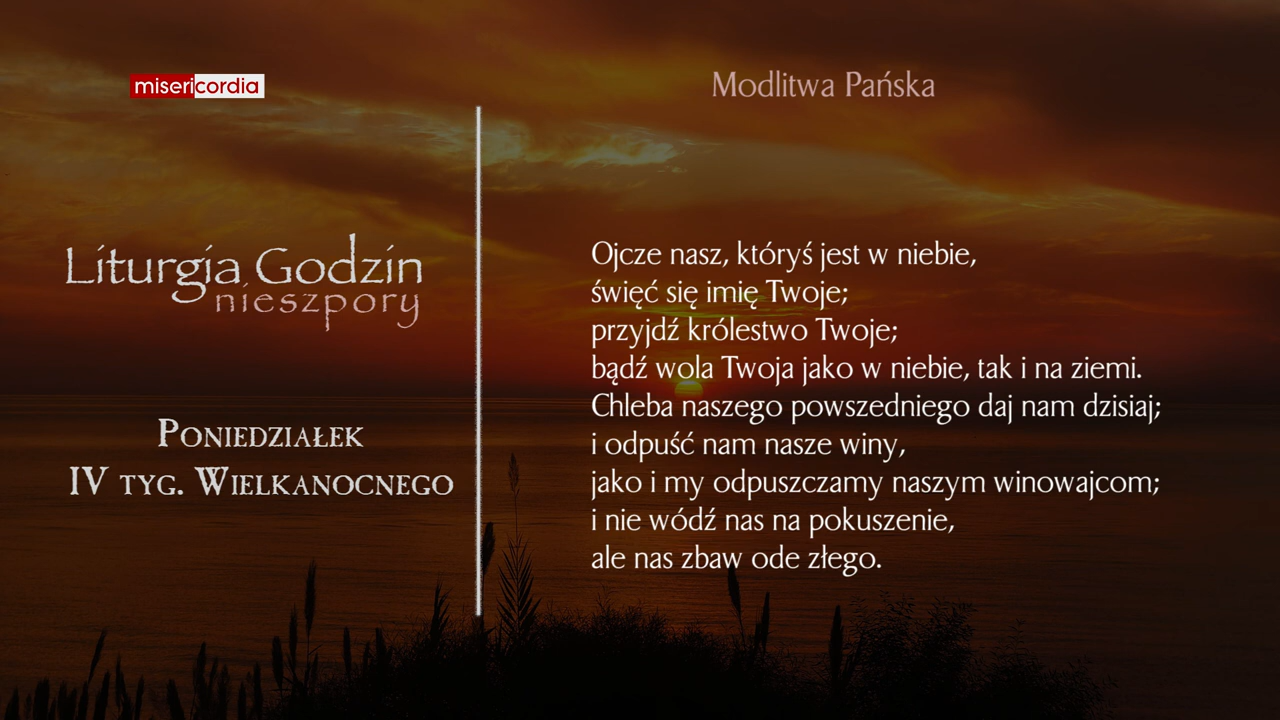 misericordia
Liturgia Godzin
nieszpory
Poniedziałek
IV tyg. Wielkanocnego
Modlitwa Pańska
Ojcze nasz, któryś jest w niebie,
święć się imię Twoje;
przyjdź królestwo Twoje;
bądź wola Twoja jako w niebie, tak i na ziemi.
Chleba naszego powszedniego daj nam dzisiaj;
i odpuść nam nasze winy,
jako i my odpuszczamy naszym winowajcom;
i nie wódź nas na pokuszenie,
ale nas zbaw ode złego.